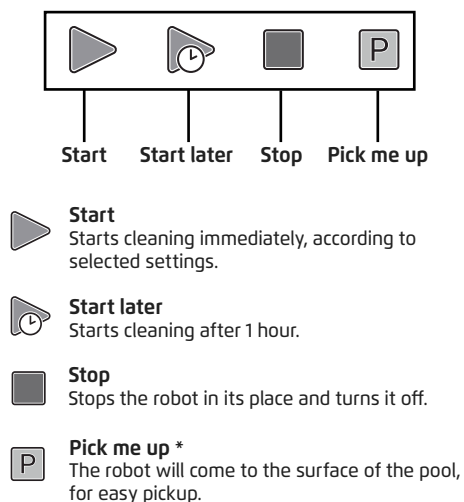 P
Start Start later Stop Pick me up
Start
Starts cleaning immediately, according to
selected settings.
Start later
Starts cleaning after 1 hour.
Stop
Stops the robot in its place and turns it off.
P
Pick me up *
The robot will come to the surface of the pool,
for easy pickup.